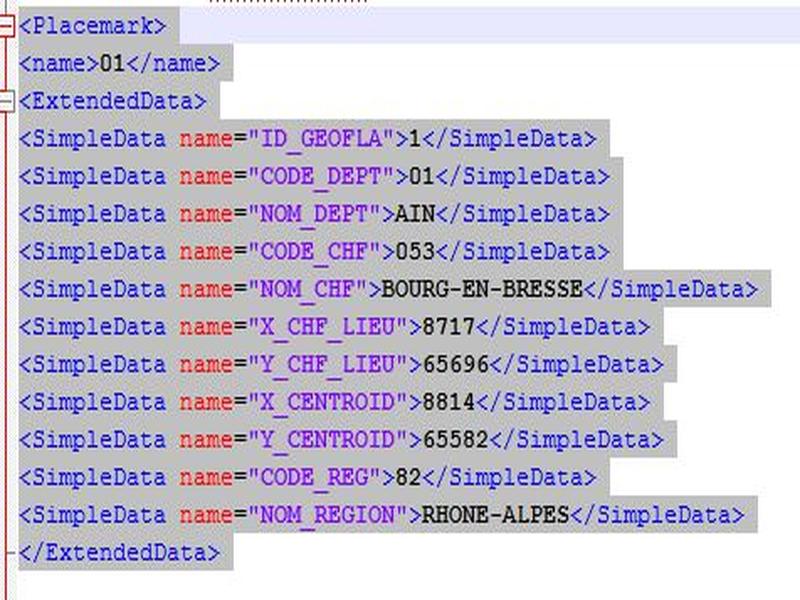 <Placemark>
<name>01</name>
<ExtendedData>
<SimpleData name="ID_GEOFLA">1</SimpleData>
<SimpleData name="CODE_DEPT">01</SimpleData>
<SimpleData name="NOM_DEPT">AIN</SimpleData>
<SimpleData name="CODE_CHF">053</SimpleData>
<SimpleData name="NOM_CHF">BOURG-EN-BRESSE</SimpleData>
<SimpleData name="X_CHF_LIEU">8717</SimpleData>
<SimpleData name="Y_CHF_LIEU">65696</SimpleData>
<SimpleData name="X_CENTROID">8814</SimpleData>
<SimpleData name="Y_CENTROID">65582</SimpleData>
<SimpleData name="CODE_REG">82</SimpleData>
<SimpleData name="NOM_REGION">RHONE-ALPES</SimpleData>
</ExtendedData>